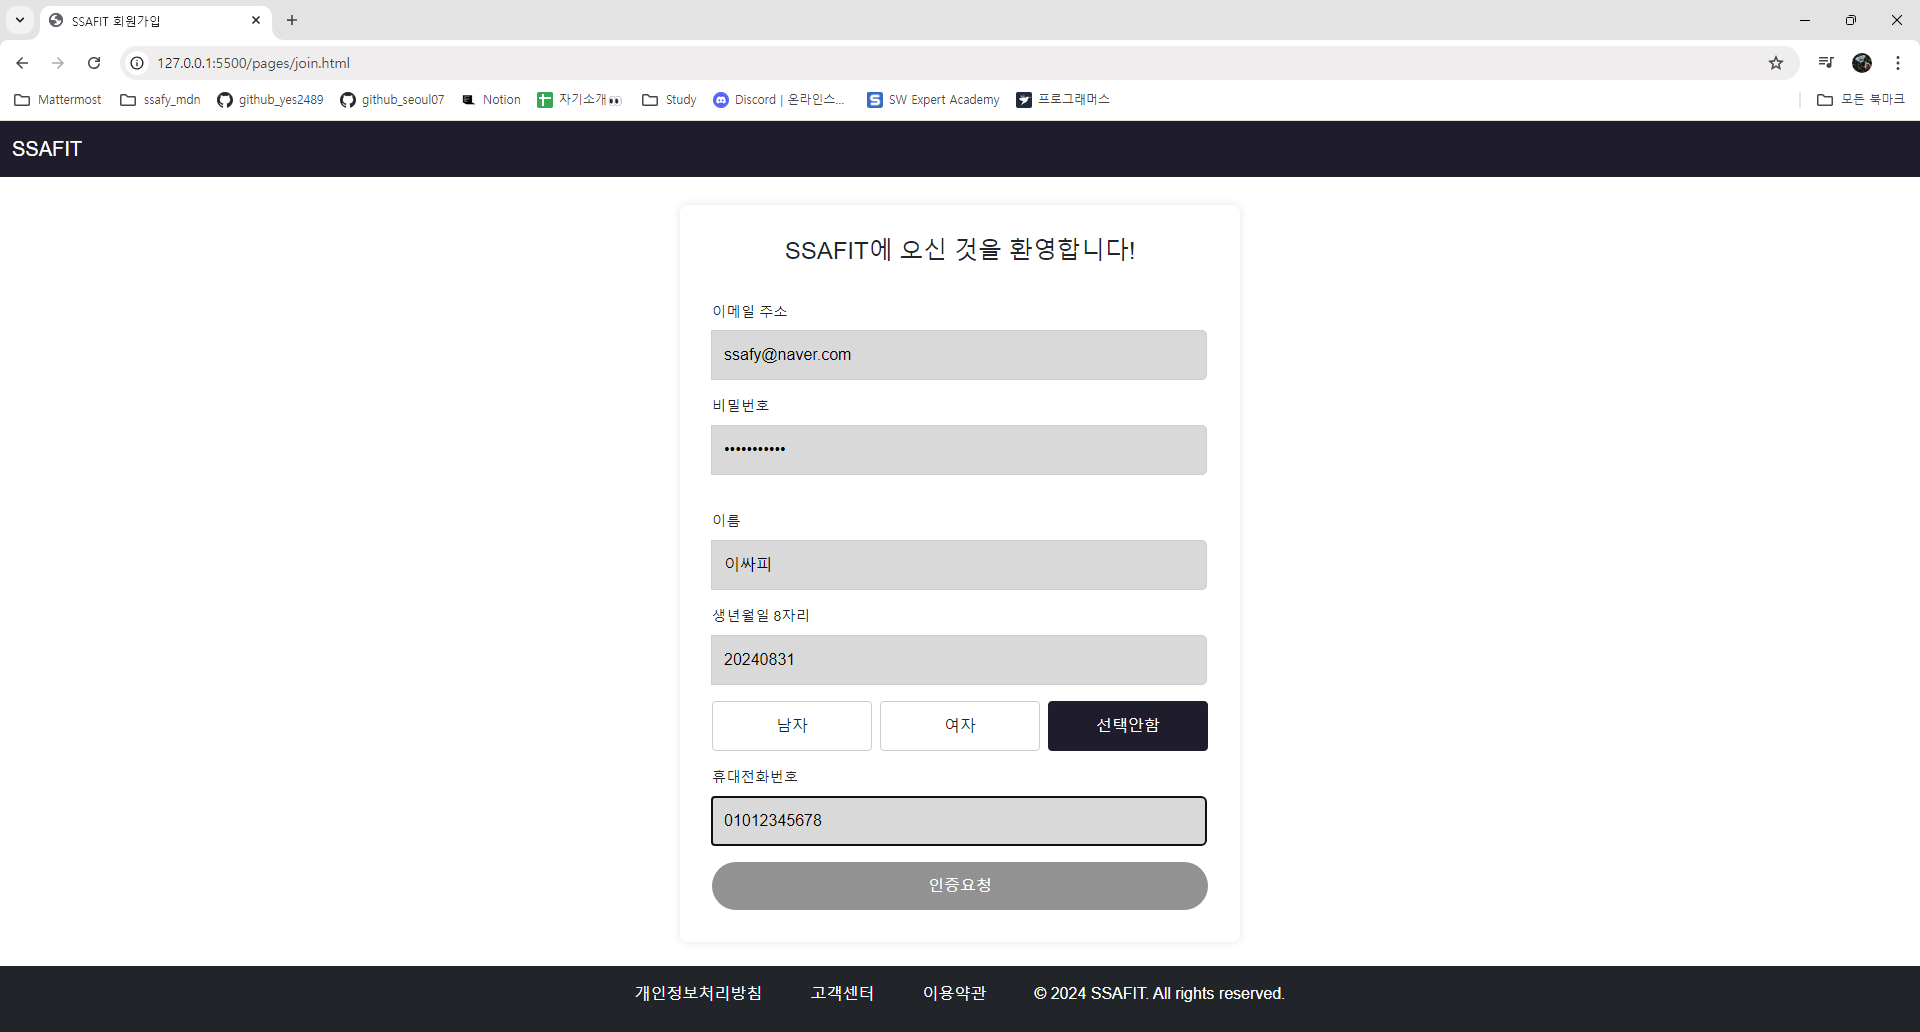 SSAFIT 회원가입
127.0.0.1:5500/pages/join.html
Mattermost ssafy_mdn github_yes2489 github_seoul07 Notion 자기소개👀 Study Discord | 온라인스... SW Expert Academy 프로그래머스 모든 북마크
SSAFIT
SSAFIT에 오신 것을 환영합니다!
이메일 주소
ssafy@naver.com
비밀번호
•••••••••••
이름
이싸피
생년월일 8자리
20240831
남자 여자 선택안함
휴대전화번호
01012345678
인증요청
개인정보처리방침 고객센터 이용약관 © 2024 SSAFIT. All rights reserved.